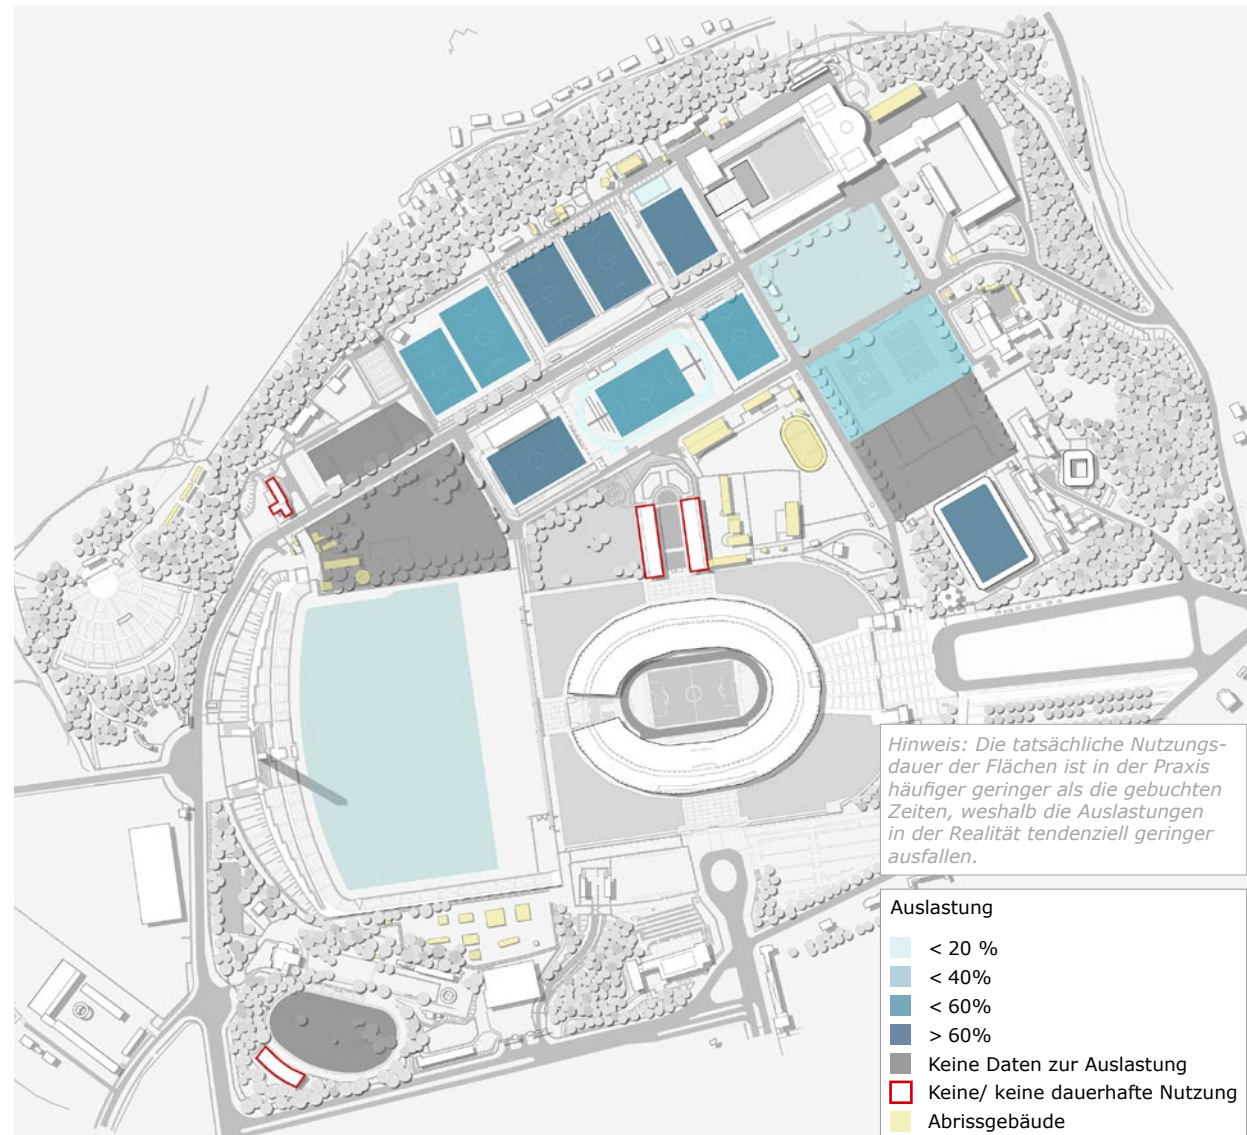 Hinweis: Die tatsächliche Nutzungs-
dauer der Flächen ist in der Praxis
häufiger geringer als die gebuchten
Zeiten, weshalb die Auslastungen
in der Realität tendenziell geringer
ausfallen.
Auslastung
< 20 %
< 40%
< 60%
> 60%
Keine Daten zur Auslastung
Keine/ keine dauerhafte Nutzung
Abrissgebäude